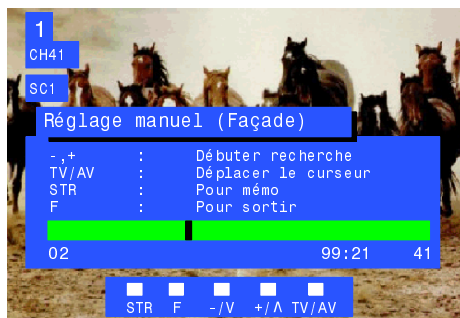 1
CH41
SC1
Réglage manuel (Façade)
-,+ : Débuter recherche
TV/AV : Déplacer le curseur
STR : Pour mémo
F : Pour sortir
02 99:21 41
STR F -/V +/Λ TV/AV